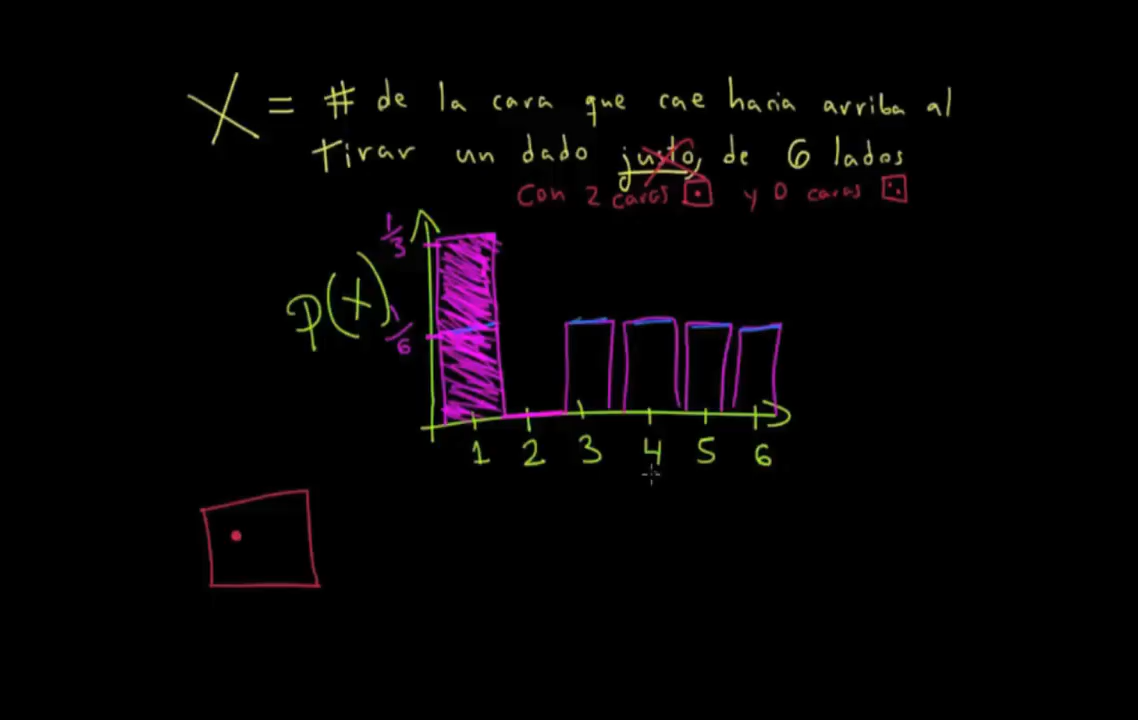 X = # de la cara que cae hacia arriba al
tirar un dado justo, de 6 lados
con 2 caras y 0 caras
1/3
P(X)
1/6
1 2 3 4 5 6